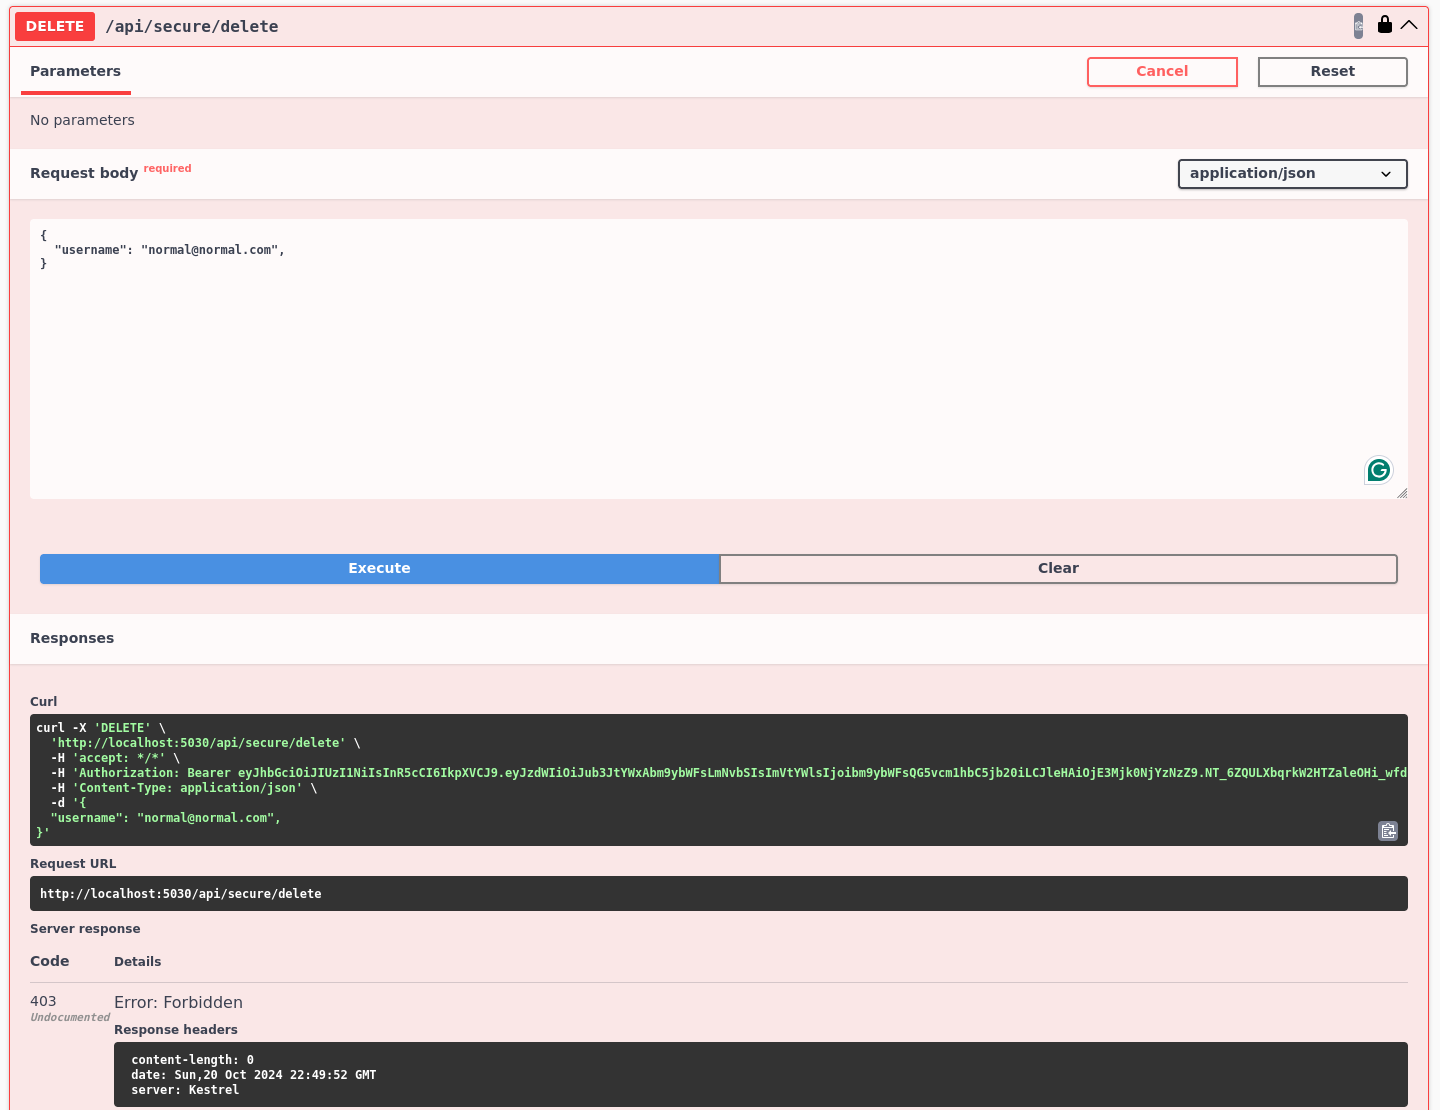 DELETE /api/secure/delete
Parameters
Cancel
Reset
No parameters
Request body required
application/json
{
  "username": "normal@normal.com",
}
Execute
Clear
Responses
Curl
curl -X 'DELETE' \
  'http://localhost:5030/api/secure/delete' \
  -H 'accept: */*' \
  -H 'Authorization: Bearer eyJhbGciOiJIUzI1NiIsInR5cCI6IkpXVCJ9.eyJzdWIiOiJub3JtYWxAbm9ybWFsLmNvbSIsImVtYWlsIjoibm9ybWFsQG5vcm1hbC5jb20iLCJleHAiOjE3Mjk0NjYzNzZ9.NT_6ZQULXbqrkW2HTZaleOHi_wfd
  -H 'Content-Type: application/json' \
  -d '{
  "username": "normal@normal.com",
}'
Request URL
http://localhost:5030/api/secure/delete
Server response
Code Details
403 Error: Forbidden
Undocumented
Response headers
content-length: 0
date: Sun,20 Oct 2024 22:49:52 GMT
server: Kestrel